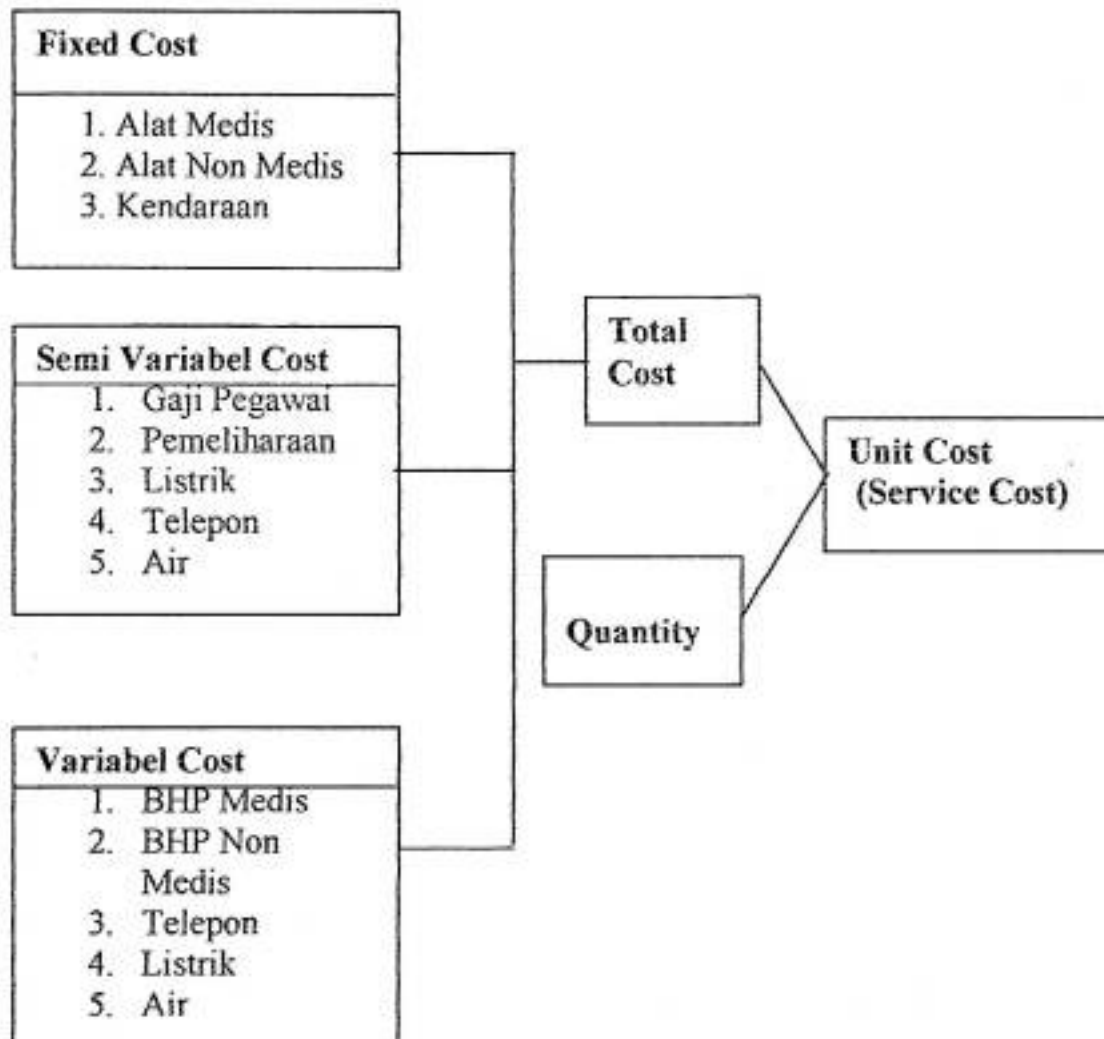 Fixed Cost
1. Alat Medis
2. Alat Non Medis
3. Kendaraan
Semi Variabel Cost
1. Gaji Pegawai
2. Pemeliharaan
3. Listrik
4. Telepon
5. Air
Variabel Cost
1. BHP Medis
2. BHP Non
Medis
3. Telepon
4. Listrik
5. Air
Total
Cost
Quantity
Unit Cost
(Service Cost)